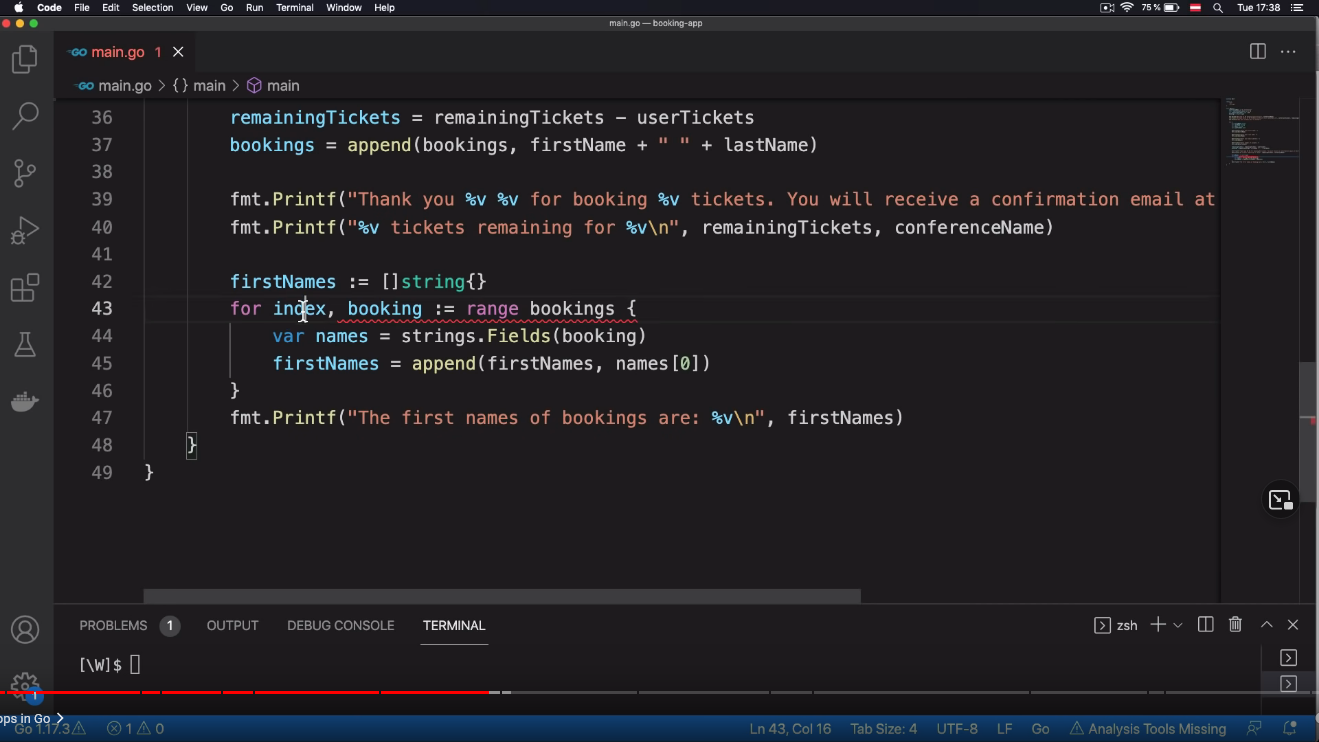 Code File Edit Selection View Go Run Terminal Window Help 75 % Tue 17:38
main.go — booking-app
GO main.go 1
GO main.go > {} main > main
36 remainingTickets = remainingTickets - userTickets
37 bookings = append(bookings, firstName + " " + lastName)
38
39 fmt.Printf("Thank you %v %v for booking %v tickets. You will receive a confirmation email at
40 fmt.Printf("%v tickets remaining for %v\n", remainingTickets, conferenceName)
41
42 firstNames := []string{}
43 for index, booking := range bookings {
44 var names = strings.Fields(booking)
45 firstNames = append(firstNames, names[0])
46 }
47 fmt.Printf("The first names of bookings are: %v\n", firstNames)
48 }
49 }
PROBLEMS 1 OUTPUT DEBUG CONSOLE TERMINAL zsh
[\W]$
1
pps in Go >
Go 1.17.3 1 0 Ln 43, Col 16 Tab Size: 4 UTF-8 LF Go Analysis Tools Missing